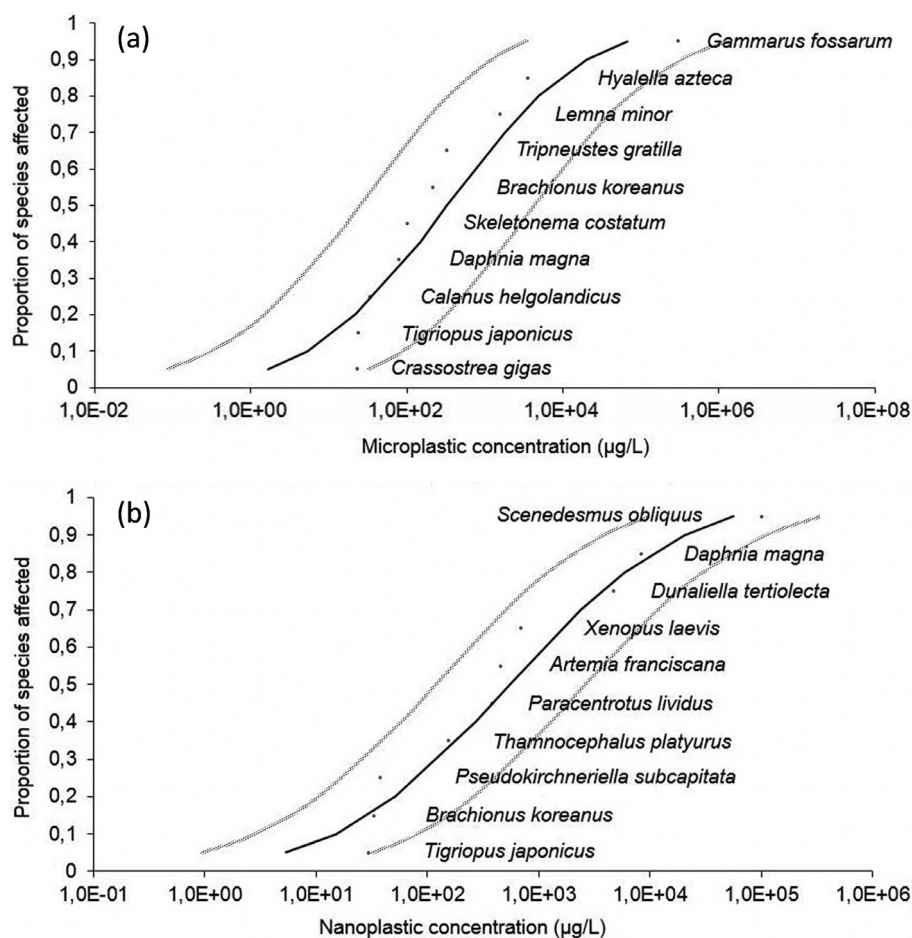 (a)
1
0,9
0,8
0,7
0,6
0,5
0,4
0,3
0,2
0,1
0
Proportion of species affected
Gammarus fossarum
Hyalella azteca
Lemna minor
Tripneustes gratilla
Brachionus koreanus
Skeletonema costatum
Daphnia magna
Calanus helgolandicus
Tigriopus japonicus
Crassostrea gigas
1,0E-02 1,0E+00 1,0E+02 1,0E+04 1,0E+06 1,0E+08
Microplastic concentration (µg/L)
(b)
1
0,9
0,8
0,7
0,6
0,5
0,4
0,3
0,2
0,1
0
Proportion of species affected
Scenedesmus obliquus
Daphnia magna
Dunaliella tertiolecta
Xenopus laevis
Artemia franciscana
Paracentrotus lividus
Thamnocephalus platyurus
Pseudokirchneriella subcapitata
Brachionus koreanus
Tigriopus japonicus
1,0E-01 1,0E+00 1,0E+01 1,0E+02 1,0E+03 1,0E+04 1,0E+05 1,0E+06
Nanoplastic concentration (µg/L)